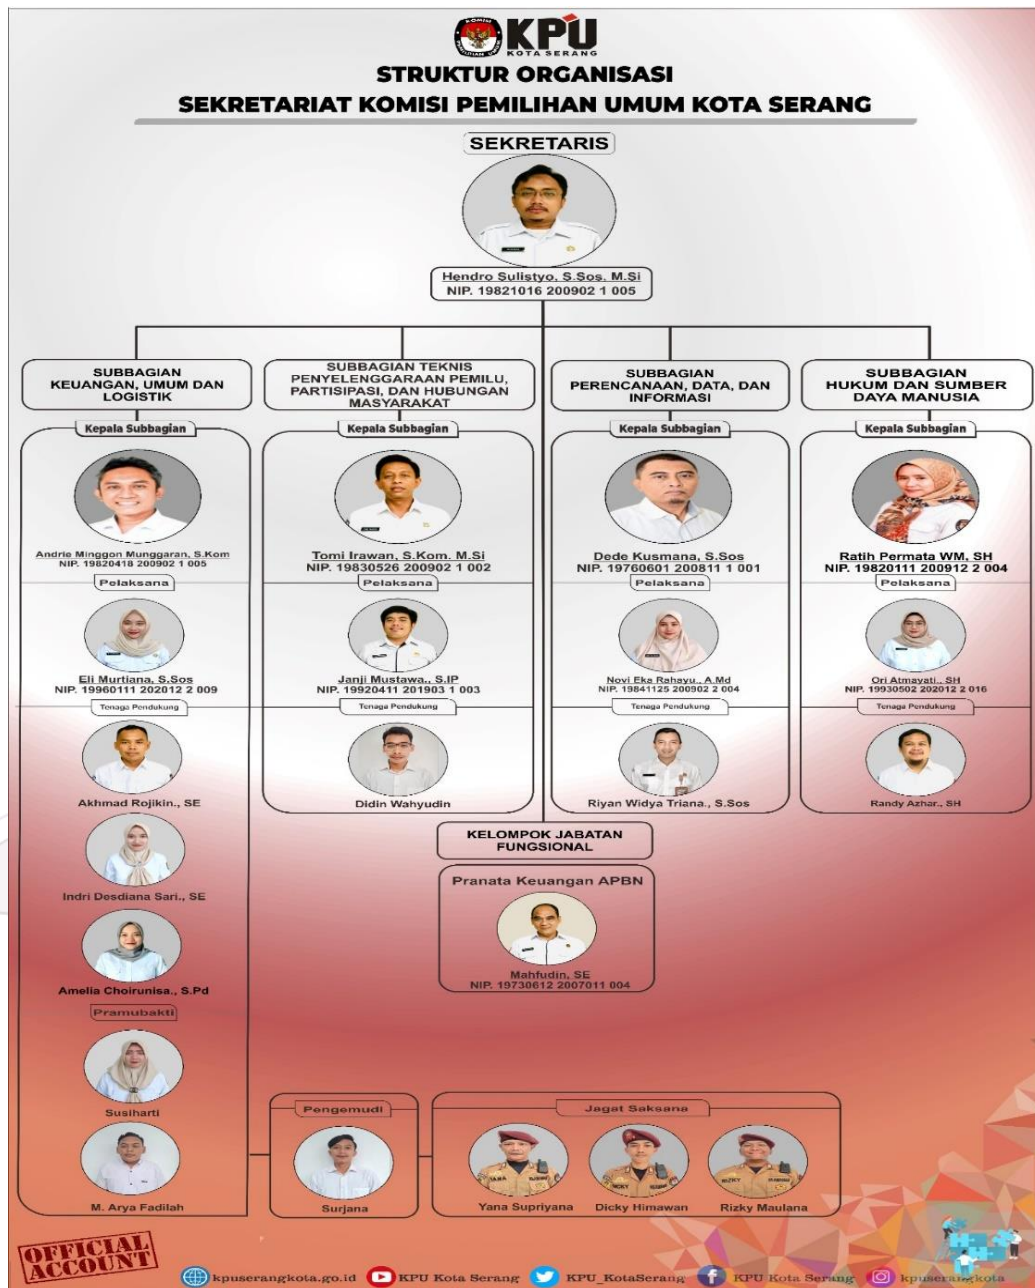 KPU
KOTA SERANG
STRUKTUR ORGANISASI
SEKRETARIAT KOMISI PEMILIHAN UMUM KOTA SERANG
SEKRETARIS
Hendro Sulistyo, S.Sos, M.Si
NIP. 19821016 200902 1 005
SUBBAGIAN
KEUANGAN, UMUM DAN
LOGISTIK
Kepala Subbagian
Andrie Minggon Munggaran, S.Kom
NIP. 19820418 200902 1 005
Pelaksana
Eli Murtiana, S.Sos
NIP. 19960111 202012 2 009
Tenaga Pendukung
Akhmad Rojikin., SE
Indri Desdiana Sari., SE
Amelia Choirunisa., S.Pd
Pramubakti
Susiharti
M. Arya Fadilah
SUBBAGIAN TEKNIS
PENYELENGGARAAN PEMILU,
PARTISIPASI, DAN HUBUNGAN
MASYARAKAT
Kepala Subbagian
Tomi Irawan, S.Kom. M.Si
NIP. 19830526 200902 1 002
Pelaksana
Janji Mustawa., S.IP
NIP. 19920411 201903 1 003
Tenaga Pendukung
Didin Wahyudin
SUBBAGIAN
PERENCANAAN, DATA, DAN
INFORMASI
Kepala Subbagian
Dede Kusmana, S.Sos
NIP. 19760601 200811 1 001
Pelaksana
Novi Eka Rahayu., A.Md
NIP. 19841125 200902 2 004
Tenaga Pendukung
Riyan Widya Triana., S.Sos
SUBBAGIAN
HUKUM DAN SUMBER
DAYA MANUSIA
Kepala Subbagian
Ratih Permata WM, SH
NIP. 19820111 200912 2 004
Pelaksana
Ori Atmayati., SH
NIP. 19930502 202012 2 016
Tenaga Pendukung
Randy Azhar., SH
KELOMPOK JABATAN
FUNGSIONAL
Pranata Keuangan APBN
Mahfudin, SE
NIP. 19730612 2007011 004
Pengemudi
Surjana
Jagat Saksana
Yana Supriyana
Dicky Himawan
Rizky Maulana
OFFICIAL
ACCOUNT
kpuserangkota.go.id
KPU Kota Serang
KPU_KotaSerang
KPU Kota Serang
kpuserangkota